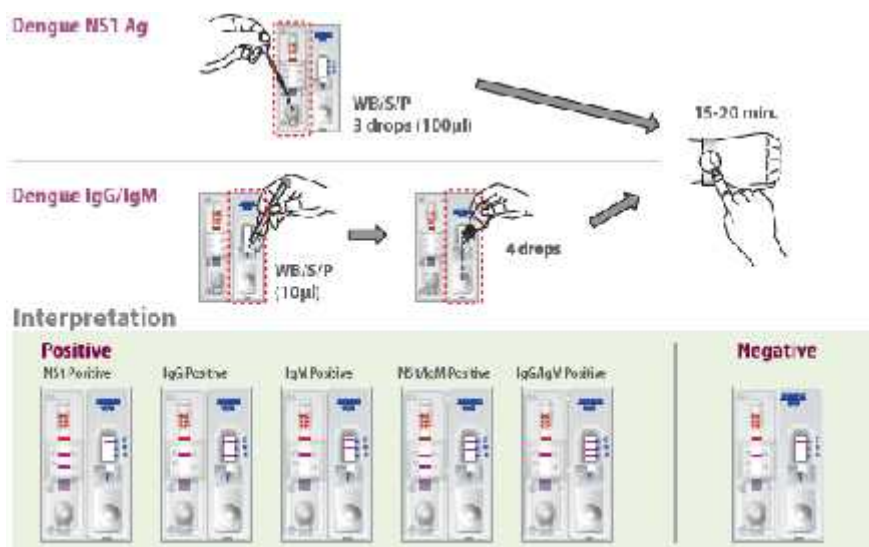 Dengue NS1 Ag
WB/S/P
3 drops (100µl)
15-20 min.
Dengue IgG/IgM
WB/S/P
(10µl)
4 drops
Interpretation
Positive
Negative
NS1 Positive
IgG Positive
IgM Positive
NS1/IgM Positive
IgG/IgM Positive